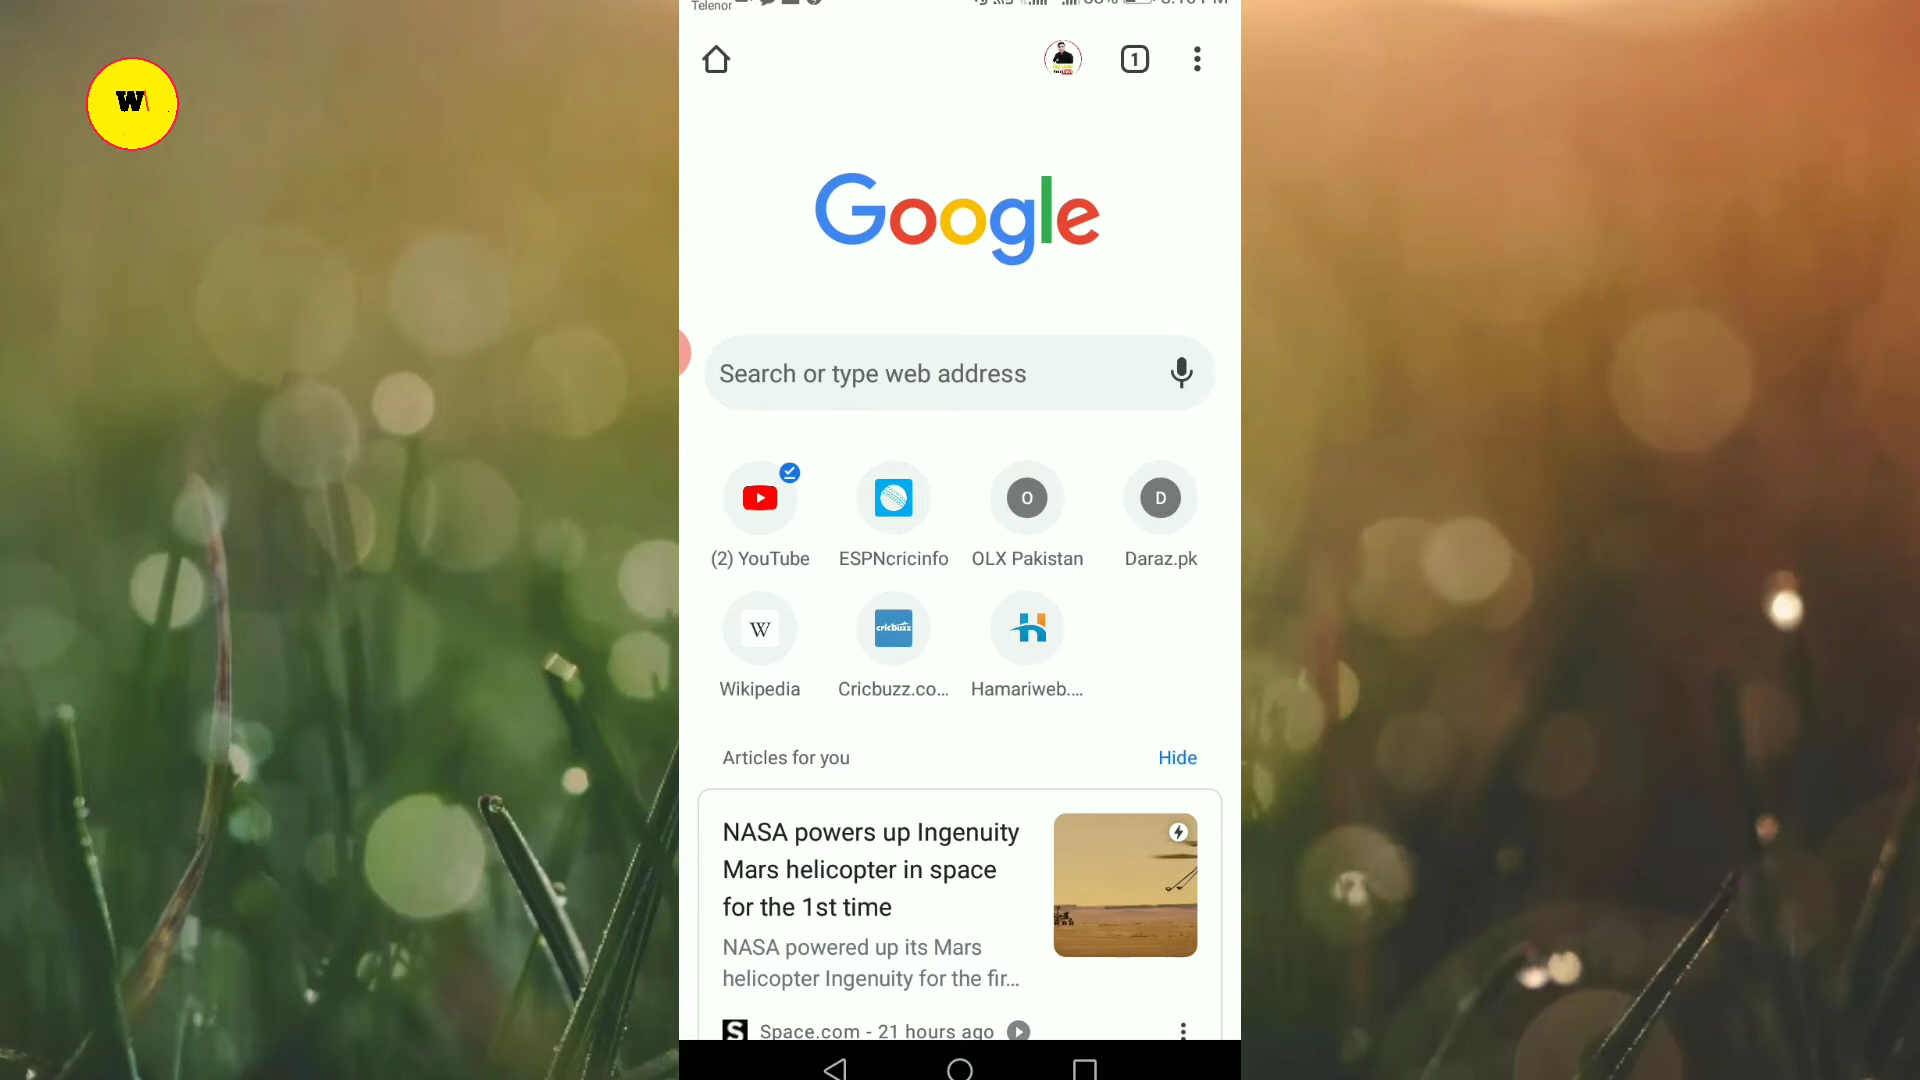 Telenor
1
W
Google
Search or type web address
O
D
(2) YouTube
ESPNcricinfo
OLX Pakistan
Daraz.pk
W
cricbuzz
Wikipedia
Cricbuzz.co...
Hamariweb....
Articles for you
Hide
NASA powers up Ingenuity
Mars helicopter in space
for the 1st time
NASA powered up its Mars
helicopter Ingenuity for the fir...
S
Space.com - 21 hours ago